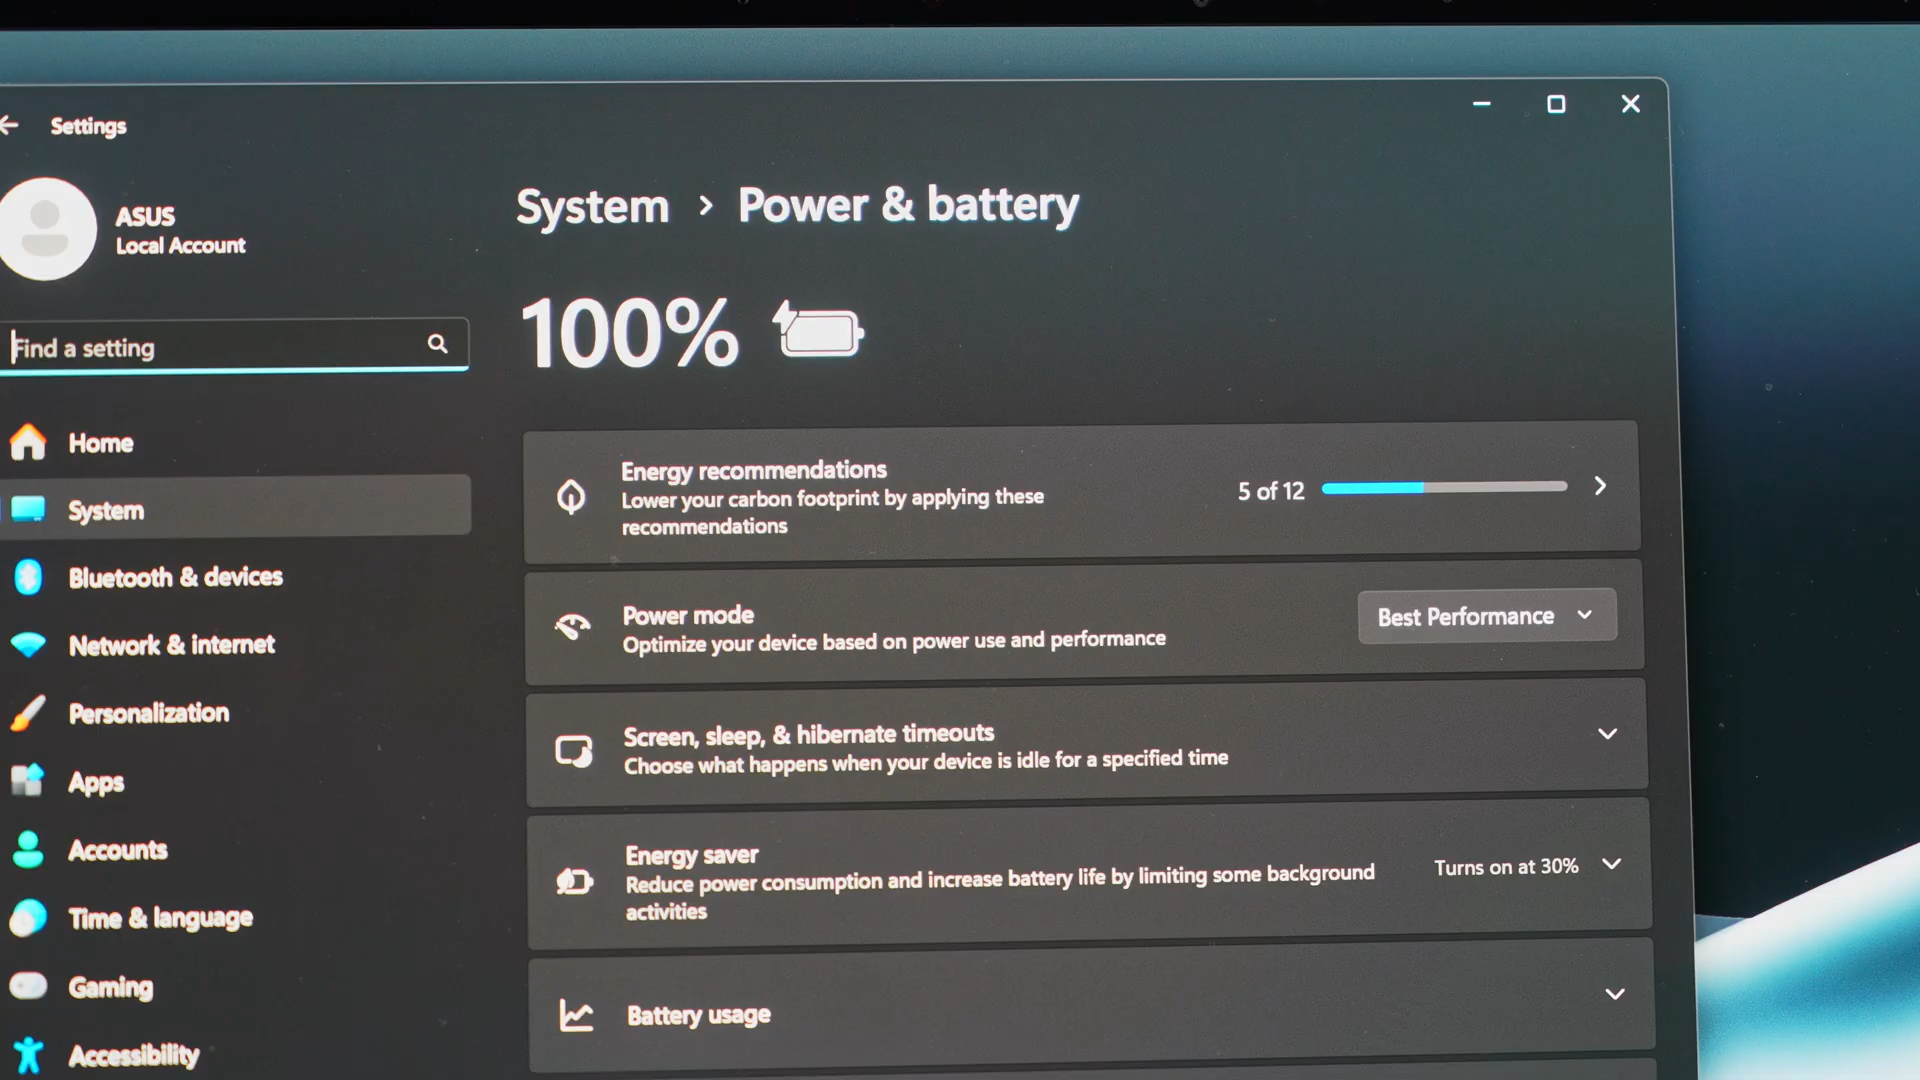 Settings
ASUS
Local Account
Find a setting
Home
System
Bluetooth & devices
Network & internet
Personalization
Apps
Accounts
Time & language
Gaming
Accessibility
System > Power & battery
100%
Energy recommendations
Lower your carbon footprint by applying these
recommendations
5 of 12
Power mode
Optimize your device based on power use and performance
Best Performance
Screen, sleep, & hibernate timeouts
Choose what happens when your device is idle for a specified time
Energy saver
Reduce power consumption and increase battery life by limiting some background
activities
Turns on at 30%
Battery usage